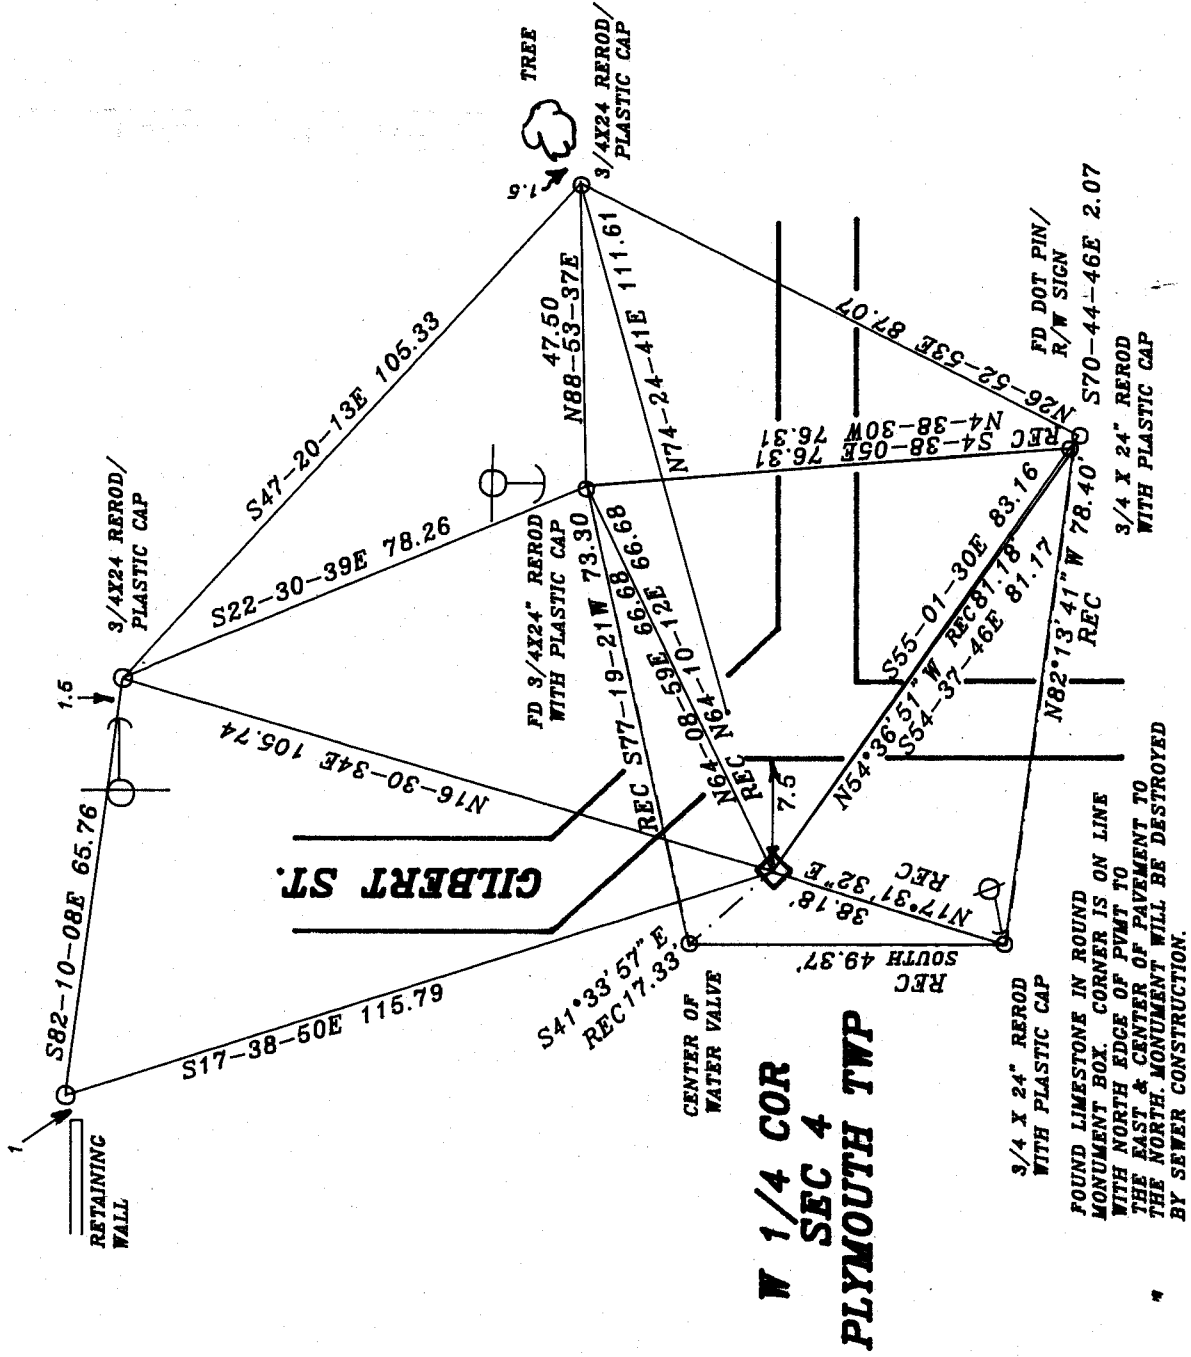 1
RETAINING
WALL
S82-10-08E 65.76
1.5
3/4X24 REROD/
PLASTIC CAP
S47-20-13E 105.33
S22-30-39E 78.26
N16-30-34E 105.74
S17-38-50E 115.79
GILBERT ST.
TREE
1.5
3/4X24 REROD/
PLASTIC CAP
47.50
N88-53-37E
N74-24-41E 111.61
FD 3/4X24" REROD
WITH PLASTIC CAP
REC S77-19-21W 73.30
N64-08-59E 66.68
REC N64-10-12E 66.68
7.5
N26-52-53E 87.07
N4-38-30W 76.31
REC S4-38-05E 76.31
FD DOT PIN/
R/W SIGN
S70-44-46E 2.07
3/4 X 24" REROD
WITH PLASTIC CAP
S55-01-30E 83.16
N54°36'51"W REC81.18'
S54-37-46E 81.17
N82°13'41"W 78.40'
REC
S41°33'57"E
REC17.33'
CENTER OF
WATER VALVE
38.18'
N17°31'32"E
REC
SOUTH 49.37'
REC
3/4 X 24" REROD
WITH PLASTIC CAP
W 1/4 COR
SEC 4
PLYMOUTH TWP
FOUND LIMESTONE IN ROUND
MONUMENT BOX. CORNER IS ON LINE
WITH NORTH EDGE OF PVMT TO
THE EAST & CENTER OF PAVEMENT TO
THE NORTH. MONUMENT WILL BE DESTROYED
BY SEWER CONSTRUCTION.